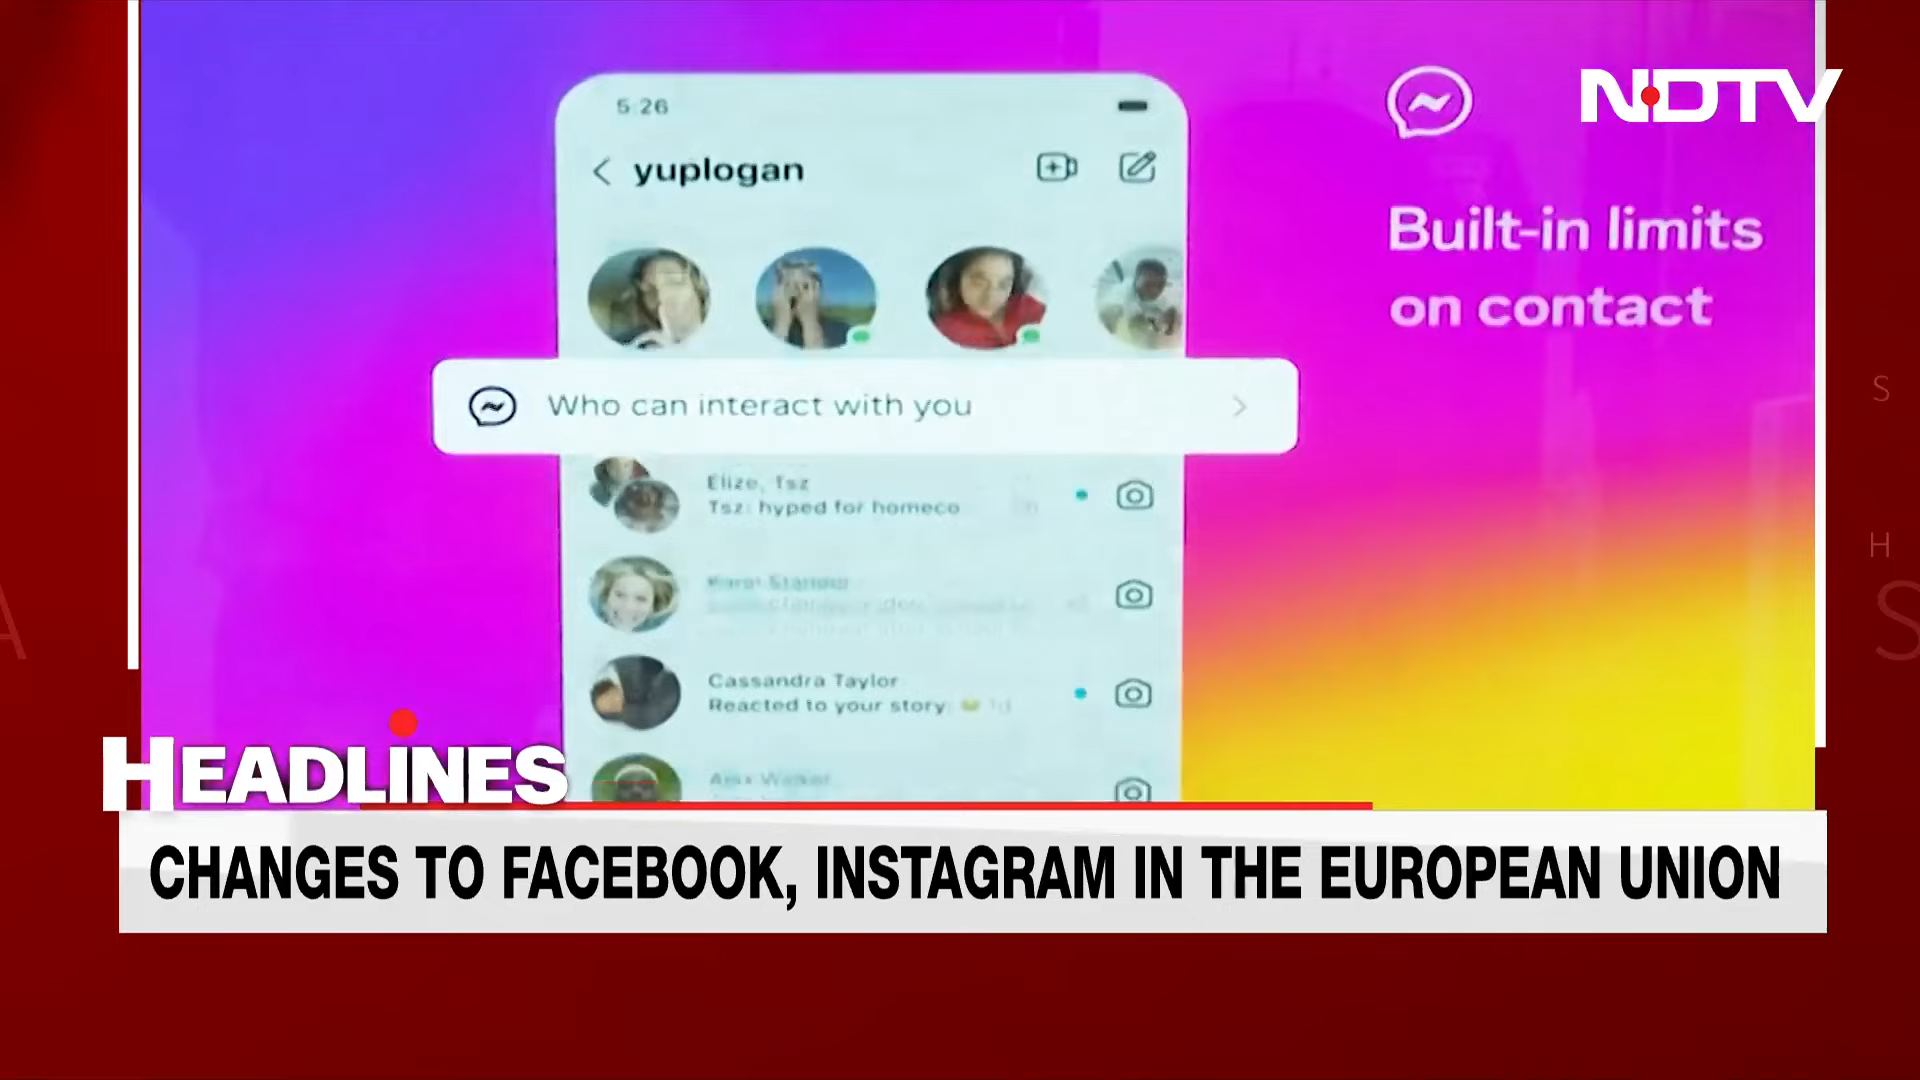 5:26
NDTV
yuplogan
Built-in limits
on contact
Who can interact with you
Elize, Tsz
Tsz: hyped for homeco
Cassandra Taylor
Reacted to your story
HEADLINES
CHANGES TO FACEBOOK, INSTAGRAM IN THE EUROPEAN UNION
S
H
S
A